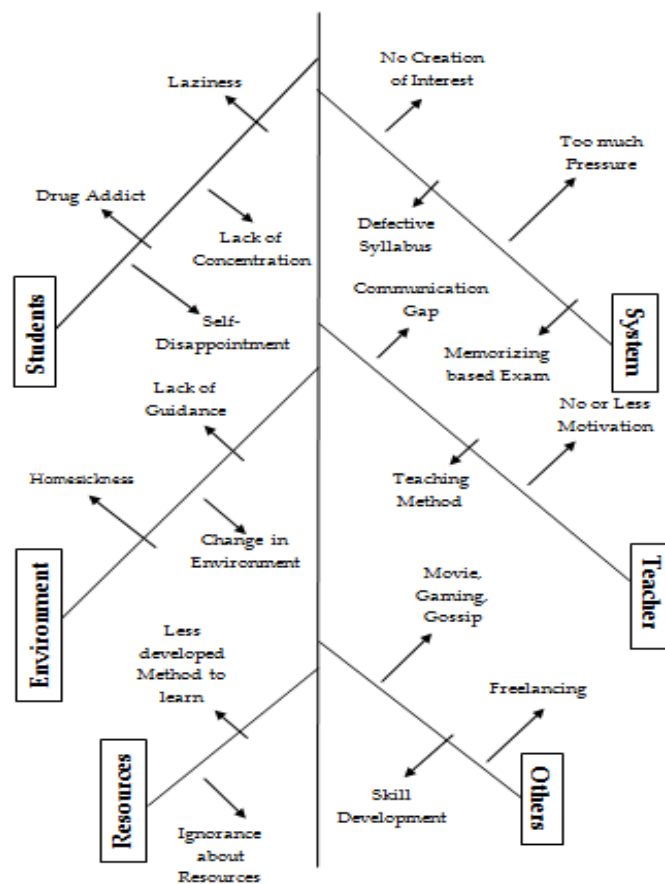 Laziness
Drug Addict
Lack of
Concentration
Self-
Disappointment
Students
No Creation
of Interest
Too much
Pressure
Defective
Syllabus
Memorizing
based Exam
System
Lack of
Guidance
Homesickness
Change in
Environment
Environment
Communication
Gap
No or Less
Motivation
Teaching
Method
Teacher
Less
developed
Method to
learn
Ignorance
about
Resources
Resources
Movie,
Gaming,
Gossip
Freelancing
Skill
Development
Others